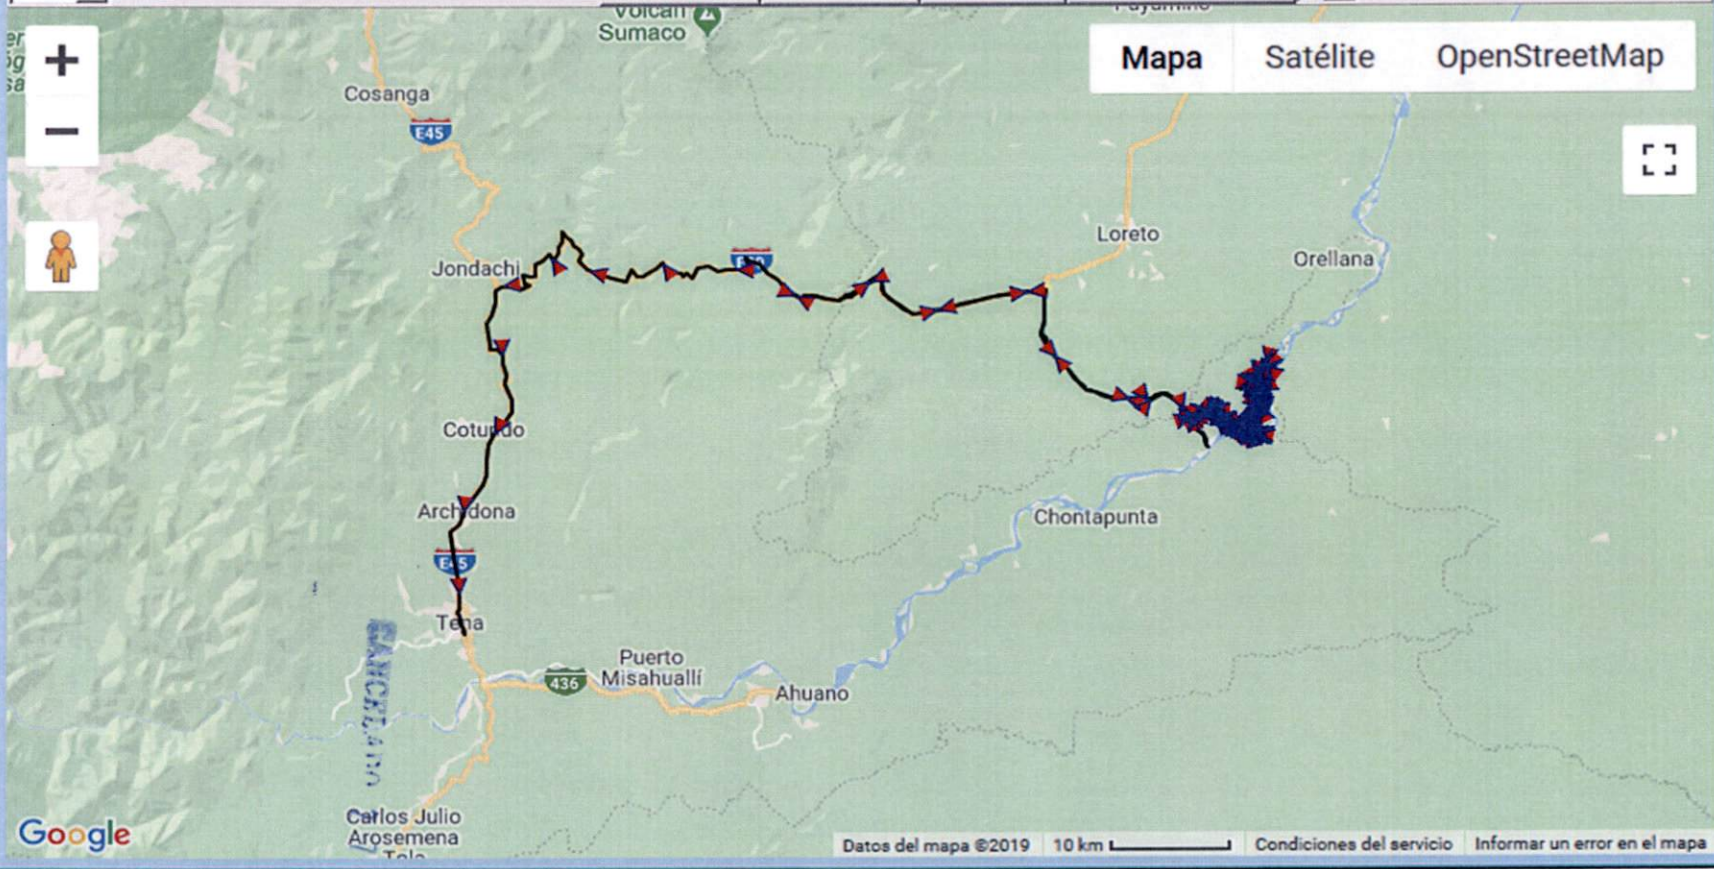 Volcán
Sumaco
+
Mapa
Satélite
OpenStreetMap
Cosanga
−
E45
Loreto
Orellana
Jondachi
Cotundo
Archidona
Chontapunta
E45
Tena
CANCELADO
Puerto
Misahuallí
436
Ahuano
Carlos Julio
Arosemena
Tola
Google
Datos del mapa ©2019
10 km
Condiciones del servicio
Informar un error en el mapa